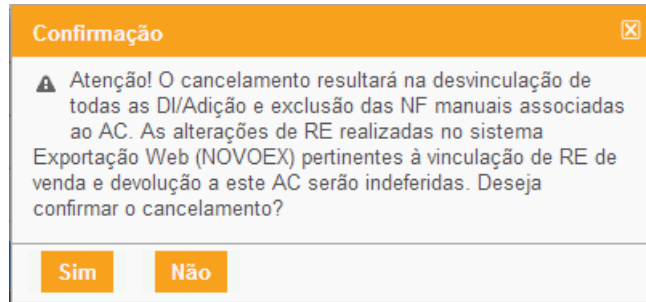 Confirmação
Atenção! O cancelamento resultará na desvinculação de
todas as DI/Adição e exclusão das NF manuais associadas
ao AC. As alterações de RE realizadas no sistema
Exportação Web (NOVOEX) pertinentes à vinculação de RE de
venda e devolução a este AC serão indeferidas. Deseja
confirmar o cancelamento?
Sim Não